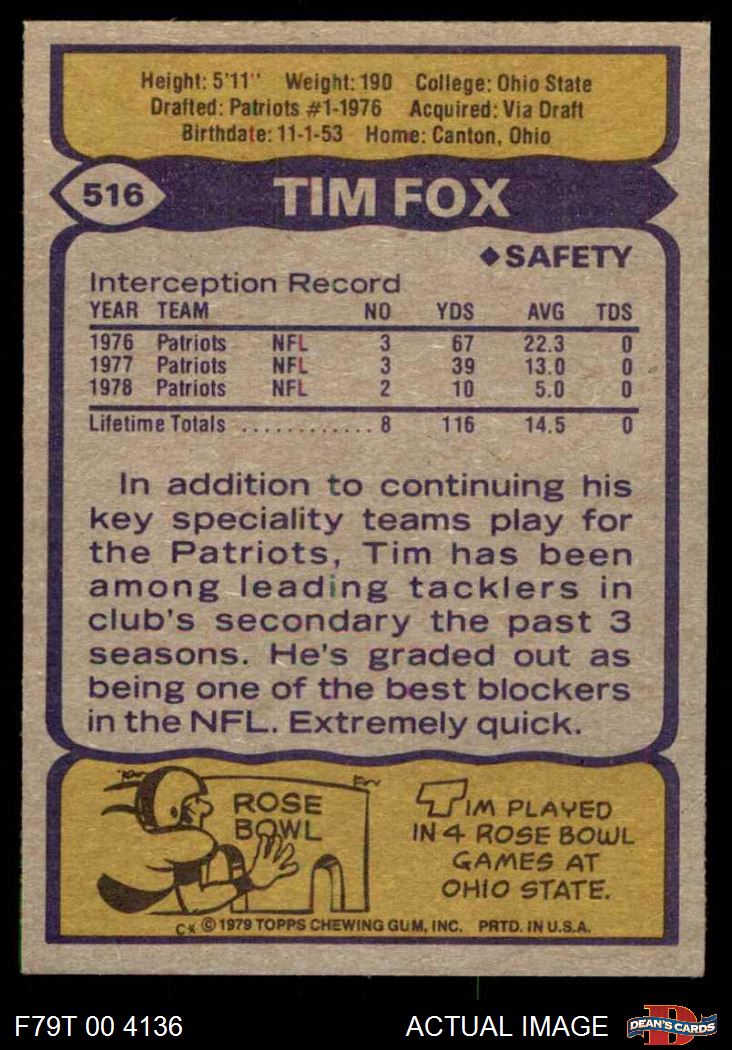 Height: 5'11" Weight: 190 College: Ohio State
Drafted: Patriots #1-1976 Acquired: Via Draft
Birthdate: 11-1-53 Home: Canton, Ohio
516 TIM FOX
◆SAFETY
Interception Record
YEAR TEAM NO YDS AVG TDS
1976 Patriots NFL 3 67 22.3 0
1977 Patriots NFL 3 39 13.0 0
1978 Patriots NFL 2 10 5.0 0
Lifetime Totals ............ 8 116 14.5 0
In addition to continuing his
key speciality teams play for
the Patriots, Tim has been
among leading tacklers in
club's secondary the past 3
seasons. He's graded out as
being one of the best blockers
in the NFL. Extremely quick.
ROSE
BOWL
TIM PLAYED
IN 4 ROSE BOWL
GAMES AT
OHIO STATE.
CK © 1979 TOPPS CHEWING GUM, INC. PRTD. IN U.S.A.
F79T 00 4136 ACTUAL IMAGE D DEAN'S CARDS